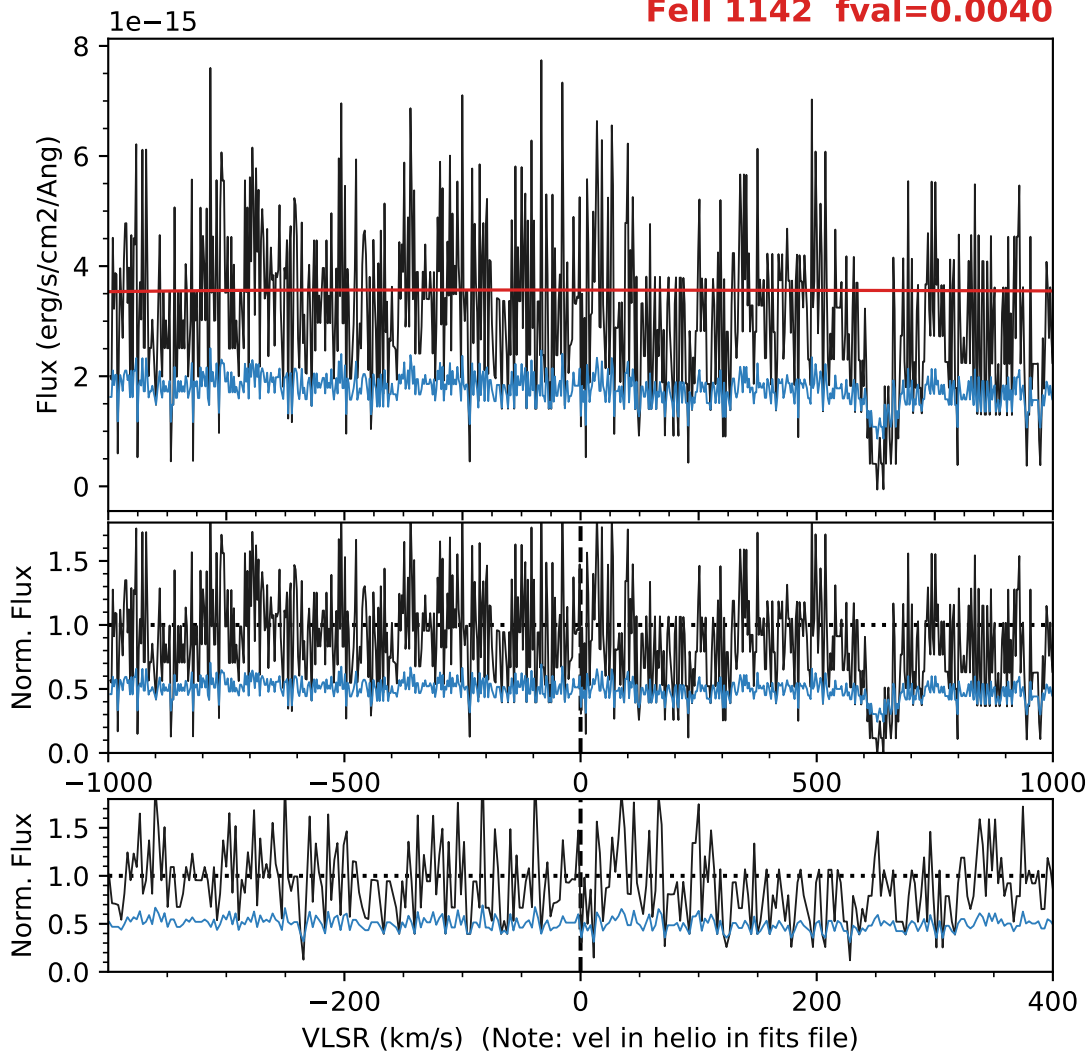 1e−15 FeII 1142 fval=0.0040
8
6
4
2
0
Flux (erg/s/cm2/Ang)
1.5
1.0
0.5
0.0
Norm. Flux
−1000 −500 0 500 1000
1.5
1.0
0.5
0.0
Norm. Flux
−200 0 200 400
VLSR (km/s) (Note: vel in helio in fits file)